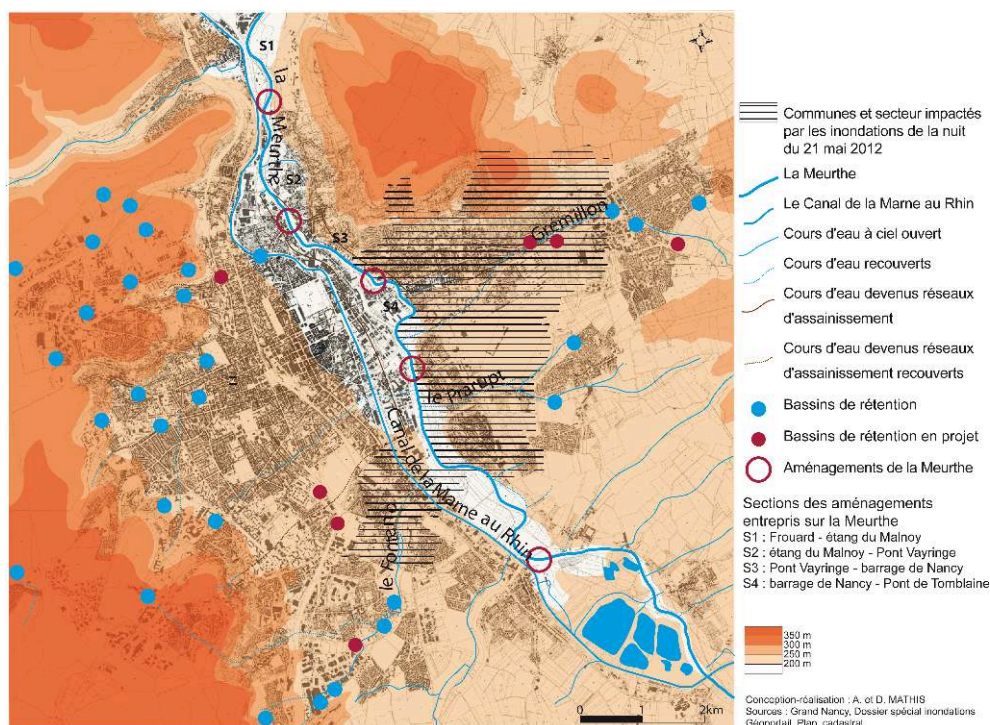 S1
la Meurthe
S2
S3
S4
Grémillon
le Prarupt
Canal de la Marne au Rhin
Communes et secteur impactés
par les inondations de la nuit
du 21 mai 2012
La Meurthe
Le Canal de la Marne au Rhin
Cours d'eau à ciel ouvert
Cours d'eau recouverts
Cours d'eau devenus réseaux
d'assainissement
Cours d'eau devenus réseaux
d'assainissement recouverts
Bassins de rétention
Bassins de rétention en projet
Aménagements de la Meurthe
Sections des aménagements
entrepris sur la Meurthe
S1 : Frouard - étang du Malnoy
S2 : étang du Malnoy - Pont Vayringe
S3 : Pont Vayringe - barrage de Nancy
S4 : barrage de Nancy - Pont de Tomblaine
350 m
300 m
250 m
200 m
0 1 2km
Conception-réalisation : A. et D. MATHIS
Sources : Grand Nancy, Dossier spécial inondations
Géoportail, Plan cadastral